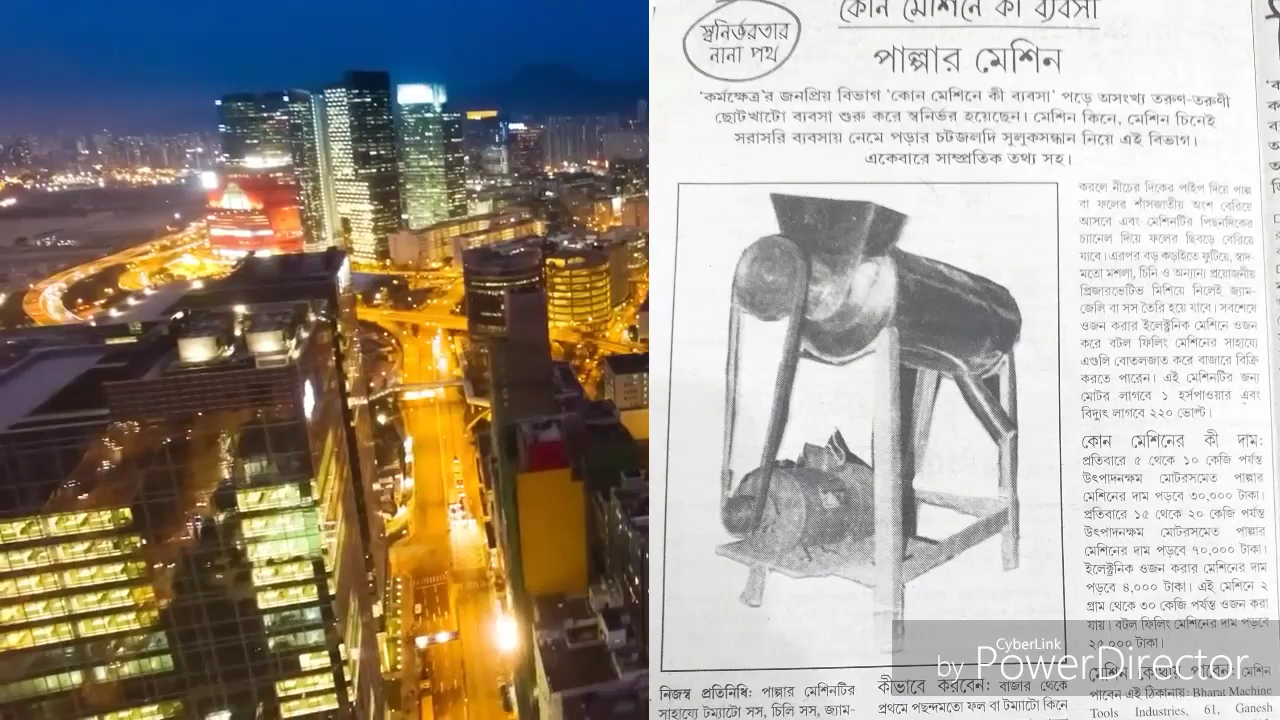 কোন মেশিনে কী ব্যবসা
স্বনির্ভরতার
নানা পথ
পাল্পার মেশিন
'কর্মক্ষেত্র'র জনপ্রিয় বিভাগ 'কোন মেশিনে কী ব্যবসা' পড়ে অসংখ্য তরুণ-তরুণী
ছোটখাটো ব্যবসা শুরু করে স্বনির্ভর হয়েছেন। মেশিন কিনে, মেশিন চিনেই
সরাসরি ব্যবসায় নেমে পড়ার চটজলদি সুলুকসন্ধান নিয়ে এই বিভাগ।
একেবারে সাম্প্রতিক তথ্য সহ।
করলে নীচের দিকের পাইপ দিয়ে পাল্প
বা ফলের শাঁসজাতীয় অংশ বেরিয়ে
আসবে এবং মেশিনটির পিছনদিকের
চ্যানেল দিয়ে ফলের ছিবড়ে বেরিয়ে
যাবে। এরপর বড় কড়াইতে ফুটিয়ে, স্বাদ-
মতো মশলা, চিনি ও অন্যান্য প্রয়োজনীয়
প্রিজারভেটিভ মিশিয়ে নিলেই জ্যাম-
জেলি বা সস তৈরি হয়ে যাবে। সবশেষে
ওজন করার ইলেক্ট্রনিক মেশিনে ওজন
করে বটল ফিলিং মেশিনের সাহায্যে
এগুলি বোতলজাত করে বাজারে বিক্রি
করতে পারেন। এই মেশিনটির জন্য
মোটর লাগবে ১ হর্সপাওয়ার এবং
বিদ্যুৎ লাগবে ২২০ ভোল্ট।
কোন মেশিনের কী দাম:
প্রতিবারে ৫ থেকে ১০ কেজি পর্যন্ত
উৎপাদনক্ষম মোটরসমেত পাল্পার
মেশিনের দাম পড়বে ৩০,০০০ টাকা।
প্রতিবারে ১৫ থেকে ২০ কেজি পর্যন্ত
উৎপাদনক্ষম মোটরসমেত পাল্পার
মেশিনের দাম পড়বে ৭০,০০০ টাকা।
ইলেক্ট্রনিক ওজন করার মেশিনের দাম
পড়বে ৪,০০০ টাকা। এই মেশিনে ২
গ্রাম থেকে ৩০ কেজি পর্যন্ত ওজন করা
যায়। বটল ফিলিং মেশিনের দাম পড়বে
২৫,০০০ টাকা।
মেশিন কোথায় পাবেন: মেশিন
পাবেন এই ঠিকানায়: Bharat Machine
Tools Industries, 61, Ganesh
নিজস্ব প্রতিনিধি: পাল্পার মেশিনটির
সাহায্যে টম্যাটো সস, চিলি সস, জ্যাম-
কীভাবে করবেন: বাজার থেকে
প্রথমে পছন্দমতো ফল বা টম্যাটো কিনে
CyberLink
by PowerDirector